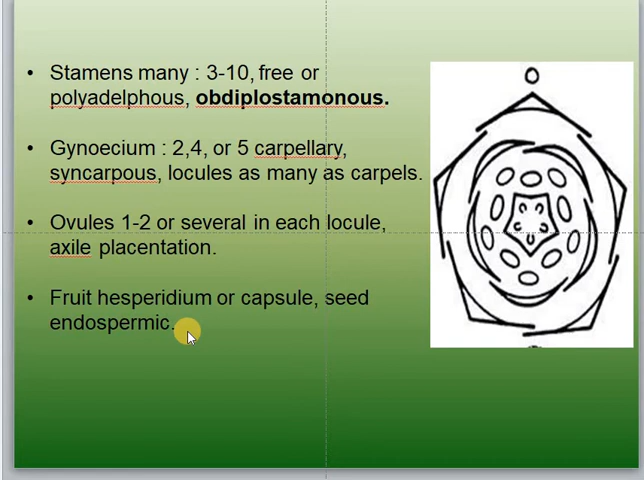 • Stamens many : 3-10, free or
polyadelphous, obdiplostamonous.
• Gynoecium : 2,4, or 5 carpellary,
syncarpous, locules as many as carpels.
• Ovules 1-2 or several in each locule,
axile placentation.
• Fruit hesperidium or capsule, seed
endospermic.